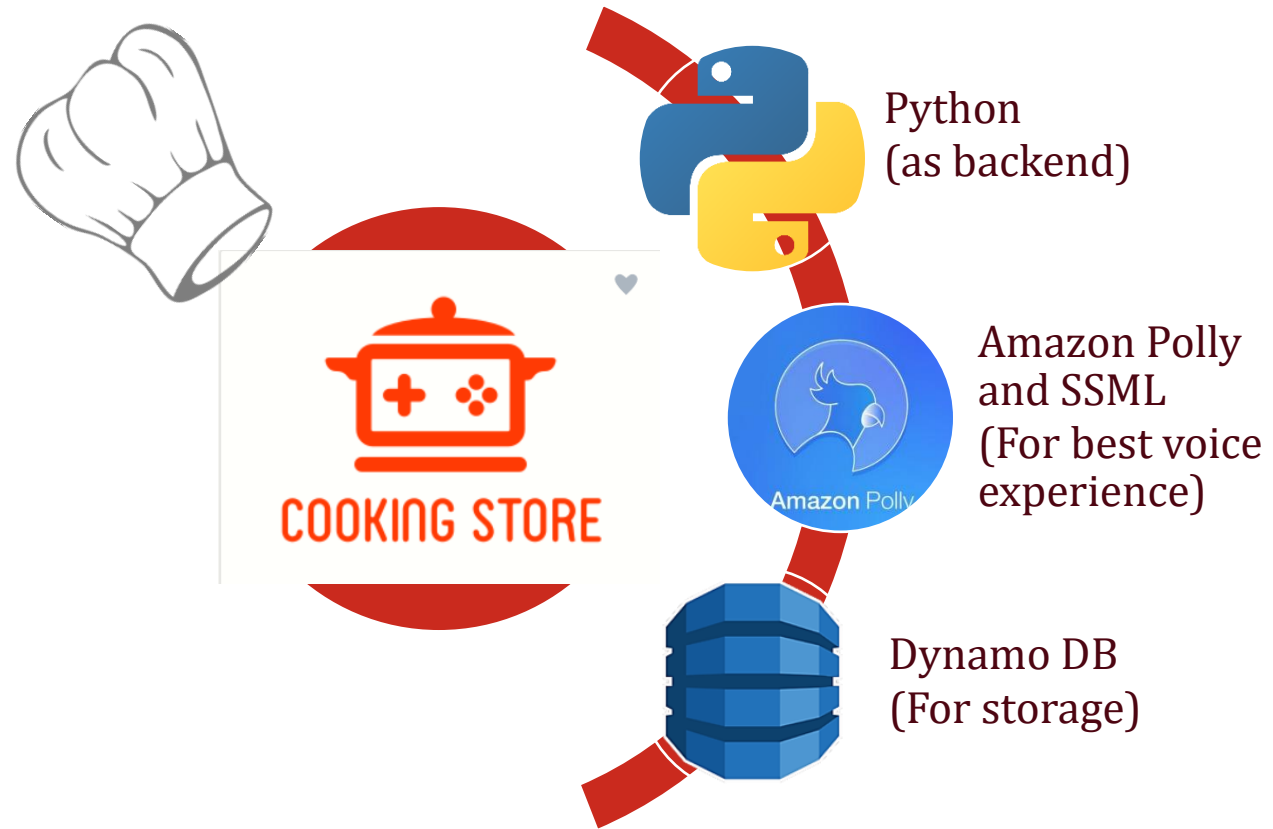 Python
(as backend)
COOKING STORE
Amazon Polly
and SSML
(For best voice
experience)
Amazon Polly
Dynamo DB
(For storage)